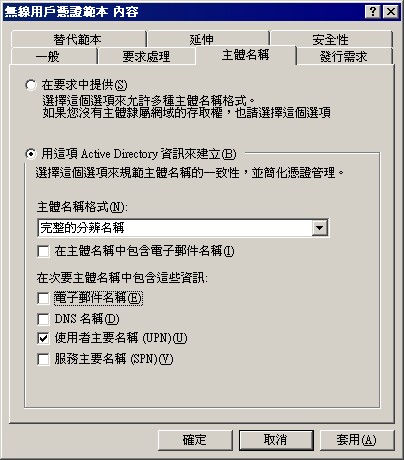 無線用戶憑證範本 內容
替代範本 延伸 安全性
一般 要求處理 主體名稱 發行需求
在要求中提供(S)
選擇這個選項來允許多種主體名稱格式。
如果您沒有主體隸屬網域的存取權，也請選擇這個選項
用這項 Active Directory 資訊來建立(B)
選擇這個選項來規範主體名稱的一致性，並簡化憑證管理。
主體名稱格式(N):
完整的分辨名稱
在主體名稱中包含電子郵件名稱(I)
在次要主體名稱中包含這些資訊:
電子郵件名稱(E)
DNS 名稱(D)
使用者主要名稱 (UPN)(U)
服務主要名稱 (SPN)(V)
確定 取消 套用(A)